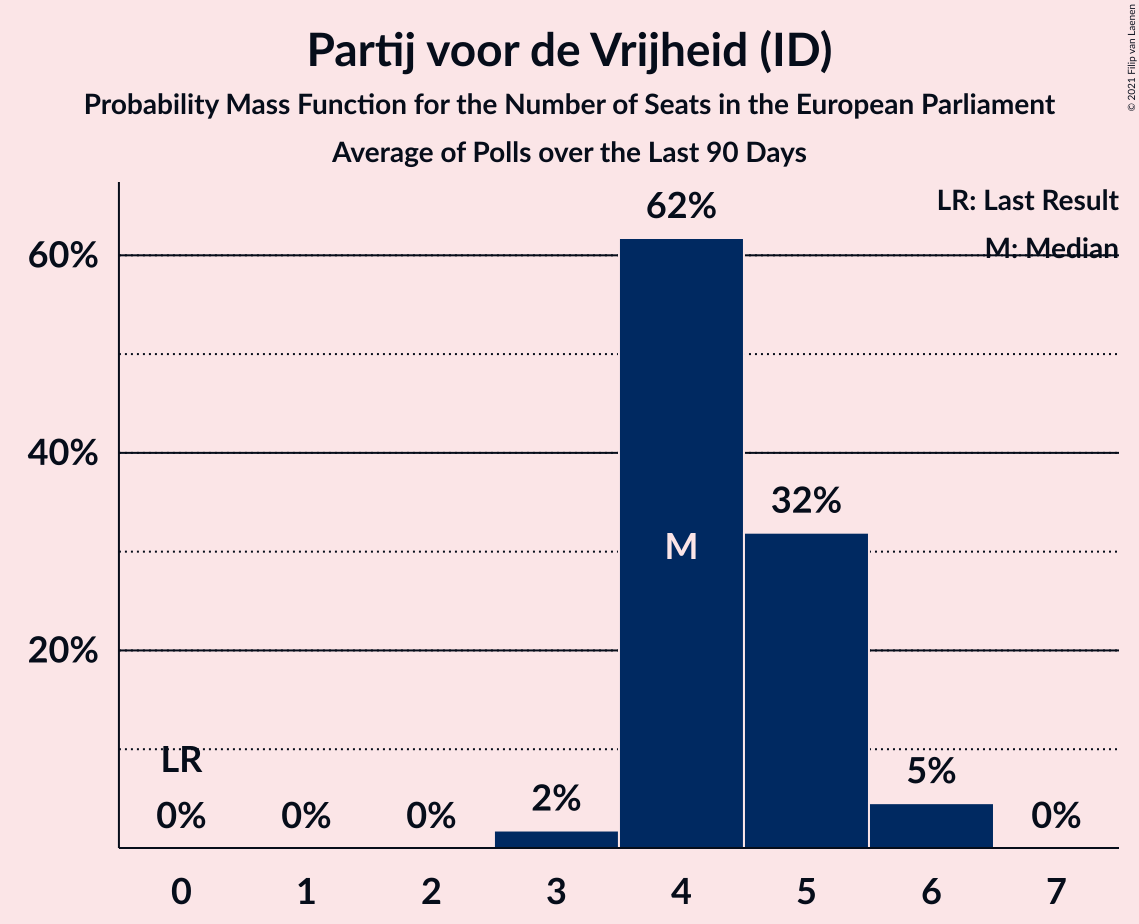 Partij voor de Vrijheid (ID)
Probability Mass Function for the Number of Seats in the European Parliament
Average of Polls over the Last 90 Days
© 2021 Filip van Laenen
LR: Last Result
M: Median
62%
60%
40%
32%
M
20%
LR
0%
0%
0%
2%
5%
0%
0
1
2
3
4
5
6
7